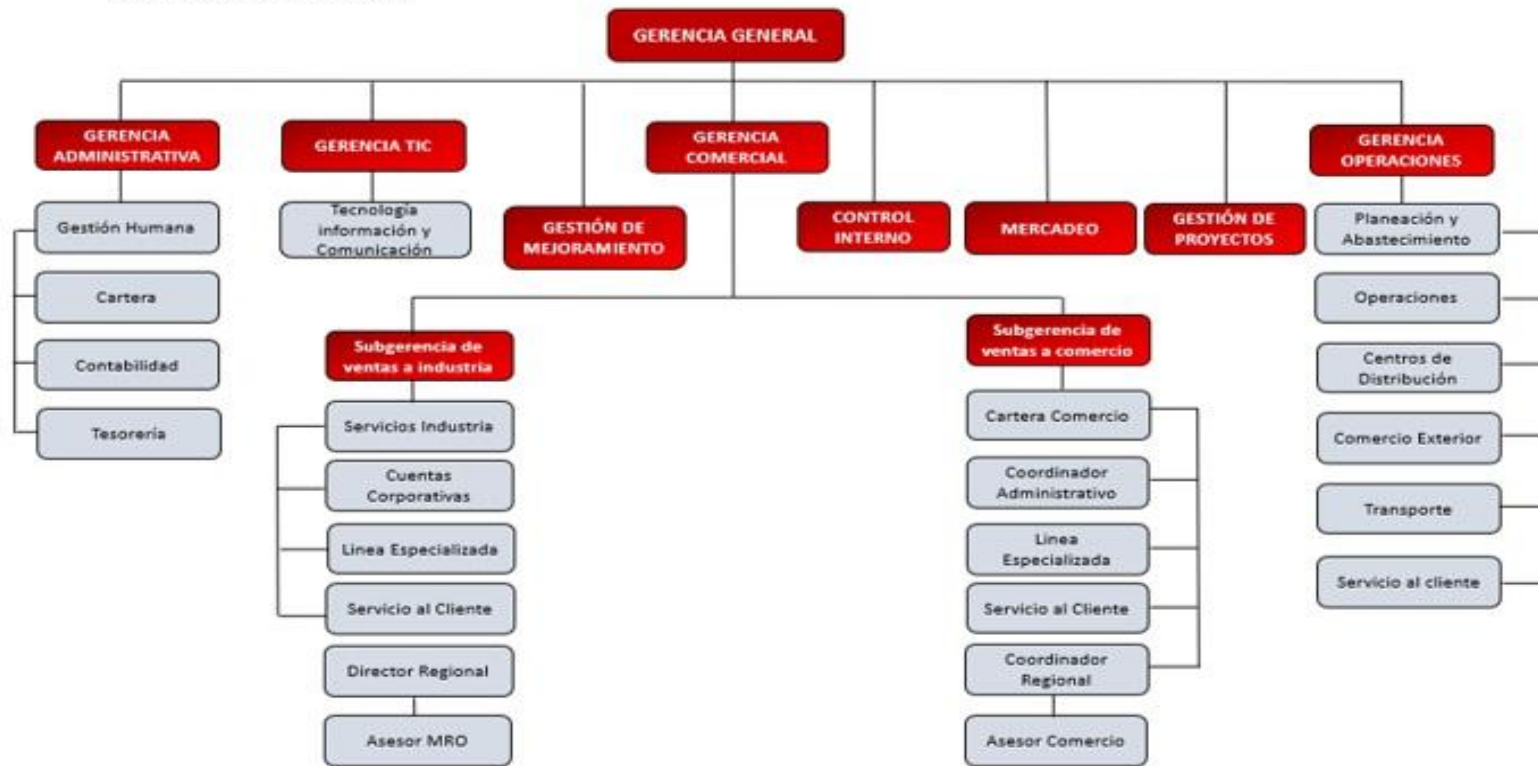 GERENCIA GENERAL
GERENCIA
ADMINISTRATIVA
GERENCIA TIC
GERENCIA
COMERCIAL
GERENCIA
OPERACIONES
GESTIÓN DE
MEJORAMIENTO
CONTROL
INTERNO
MERCADEO
GESTIÓN DE
PROYECTOS
Gestión Humana
Cartera
Contabilidad
Tesorería
Tecnología
información y
Comunicación
Subgerencia de
ventas a industria
Servicios Industria
Cuentas
Corporativas
Linea Especializada
Servicio al Cliente
Director Regional
Asesor MRO
Subgerencia de
ventas a comercio
Cartera Comercio
Coordinador
Administrativo
Linea
Especializada
Servicio al Cliente
Coordinador
Regional
Asesor Comercio
Planeación y
Abastecimiento
Operaciones
Centros de
Distribución
Comercio Exterior
Transporte
Servicio al cliente